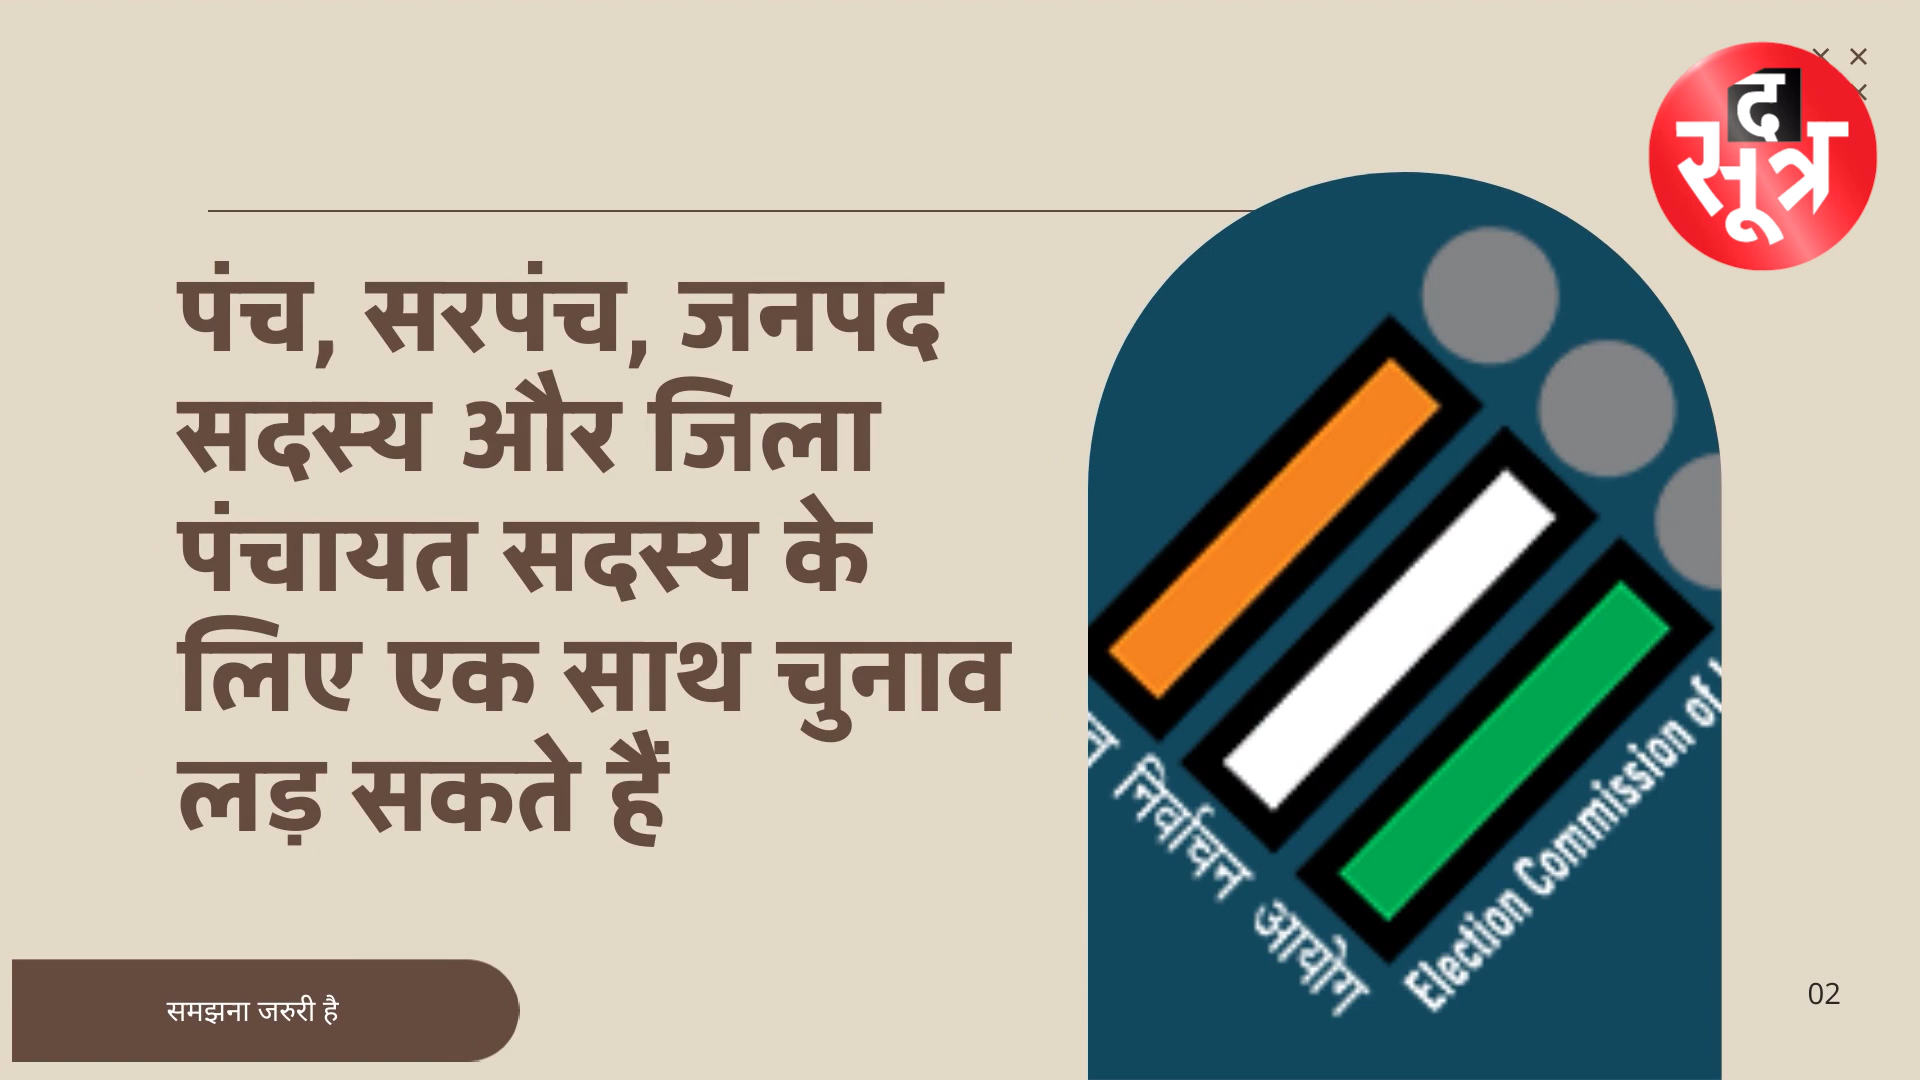 द
सूत्र
पंच, सरपंच, जनपद
सदस्य और जिला
पंचायत सदस्य के
लिए एक साथ चुनाव
लड़ सकते हैं
निर्वाचन आयोग
Election Commission of
समझना जरुरी है
02